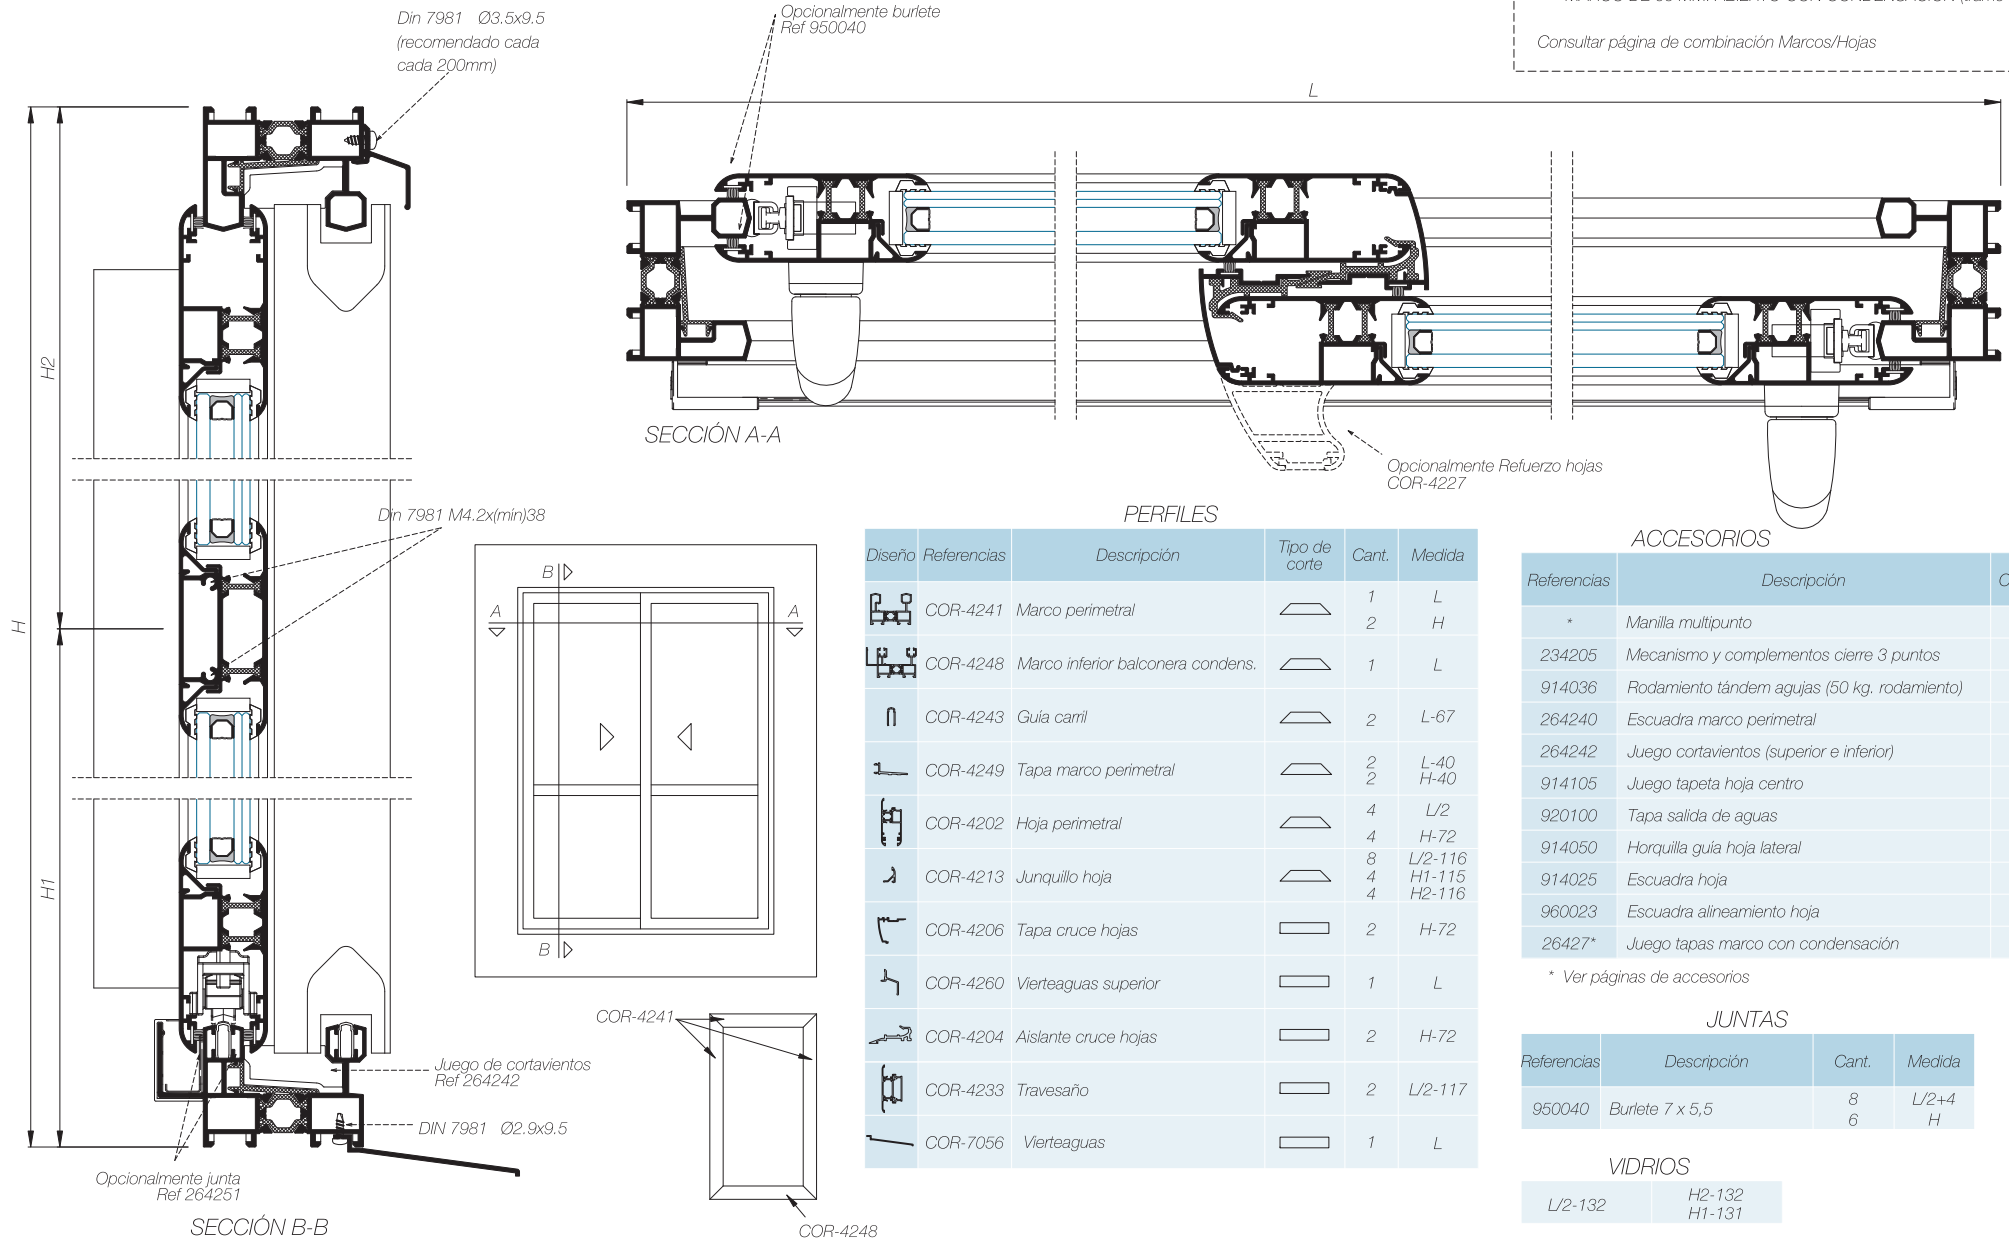 Din 7981 Ø3.5x9.5
(recomendado cada
cada 200mm)
Opcionalmente burlete
Ref 950040
Consultar página de combinación Marcos/Hojas
L
H2
H
H1
SECCIÓN A-A
Opcionalmente Refuerzo hojas
COR-4227
Din 7981 M4.2x(mín)38
B
A
A
B
COR-4241
COR-4248
Juego de cortavientos
Ref 264242
DIN 7981 Ø2.9x9.5
Opcionalmente junta
Ref 264251
SECCIÓN B-B
PERFILES
Diseño Referencias Descripción Tipo de corte Cant. Medida
COR-4241 Marco perimetral 1 L
2 H
COR-4248 Marco inferior balconera condens. 1 L
COR-4243 Guía carril 2 L-67
COR-4249 Tapa marco perimetral 2 L-40
2 H-40
COR-4202 Hoja perimetral 4 L/2
4 H-72
COR-4213 Junquillo hoja 8 L/2-116
4 H1-115
4 H2-116
COR-4206 Tapa cruce hojas 2 H-72
COR-4260 Vierteaguas superior 1 L
COR-4204 Aislante cruce hojas 2 H-72
COR-4233 Travesaño 2 L/2-117
COR-7056 Vierteaguas 1 L
ACCESORIOS
Referencias Descripción
* Manilla multipunto
234205 Mecanismo y complementos cierre 3 puntos
914036 Rodamiento tándem agujas (50 kg. rodamiento)
264240 Escuadra marco perimetral
264242 Juego cortavientos (superior e inferior)
914105 Juego tapeta hoja centro
920100 Tapa salida de aguas
914050 Horquilla guía hoja lateral
914025 Escuadra hoja
960023 Escuadra alineamiento hoja
26427* Juego tapas marco con condensación
* Ver páginas de accesorios
JUNTAS
Referencias Descripción Cant. Medida
950040 Burlete 7 x 5,5 8 L/2+4
6 H
VIDRIOS
L/2-132 H2-132
H1-131